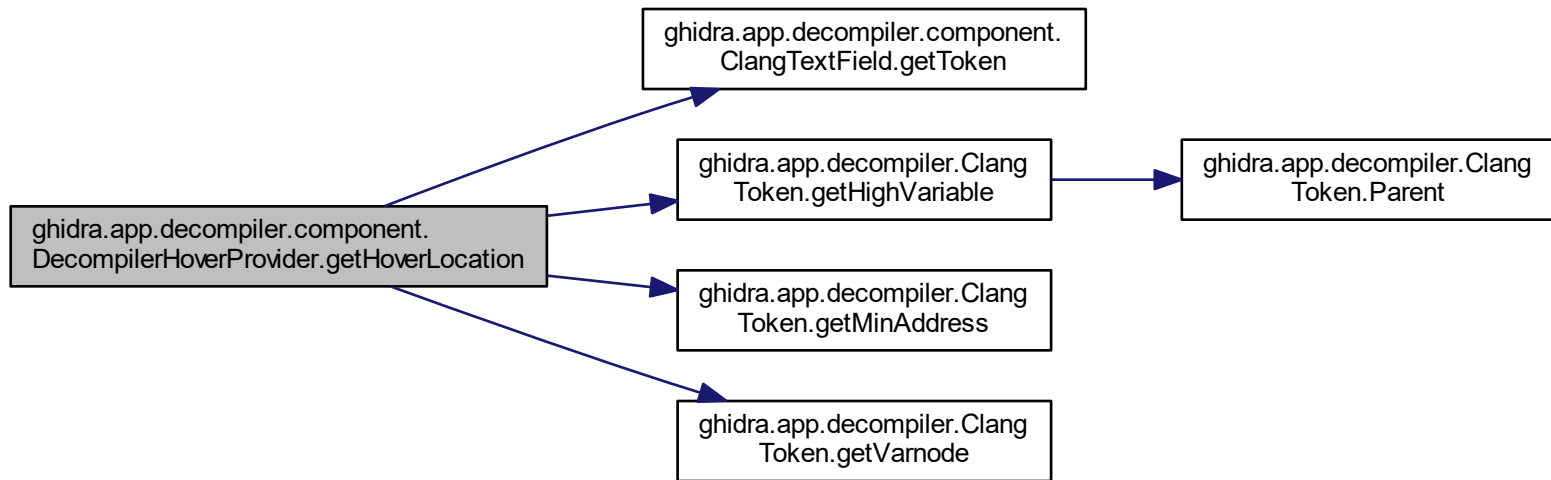 ghidra.app.decompiler.component.
ClangTextField.getToken
ghidra.app.decompiler.Clang
Token.getHighVariable
ghidra.app.decompiler.Clang
Token.Parent
ghidra.app.decompiler.component.
DecompilerHoverProvider.getHoverLocation
ghidra.app.decompiler.Clang
Token.getMinAddress
ghidra.app.decompiler.Clang
Token.getVarnode